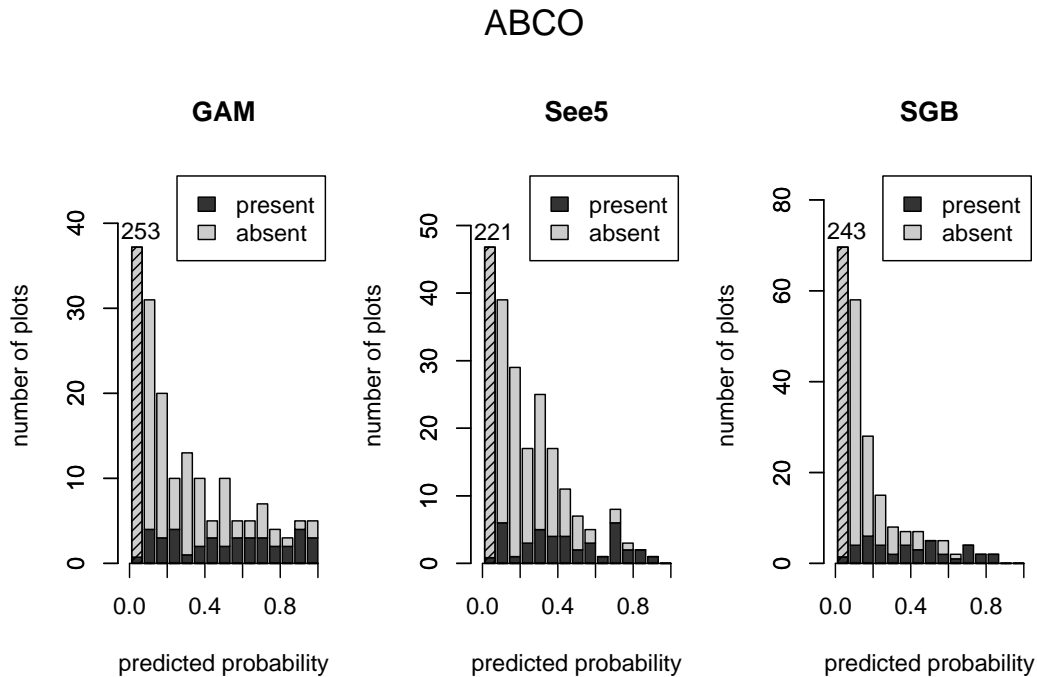 ABCO
GAM
present
absent
253
number of plots
0 10 20 30 40
0.0 0.4 0.8
predicted probability
See5
present
absent
221
number of plots
0 10 20 30 40 50
0.0 0.4 0.8
predicted probability
SGB
present
absent
243
number of plots
0 20 40 60 80
0.0 0.4 0.8
predicted probability